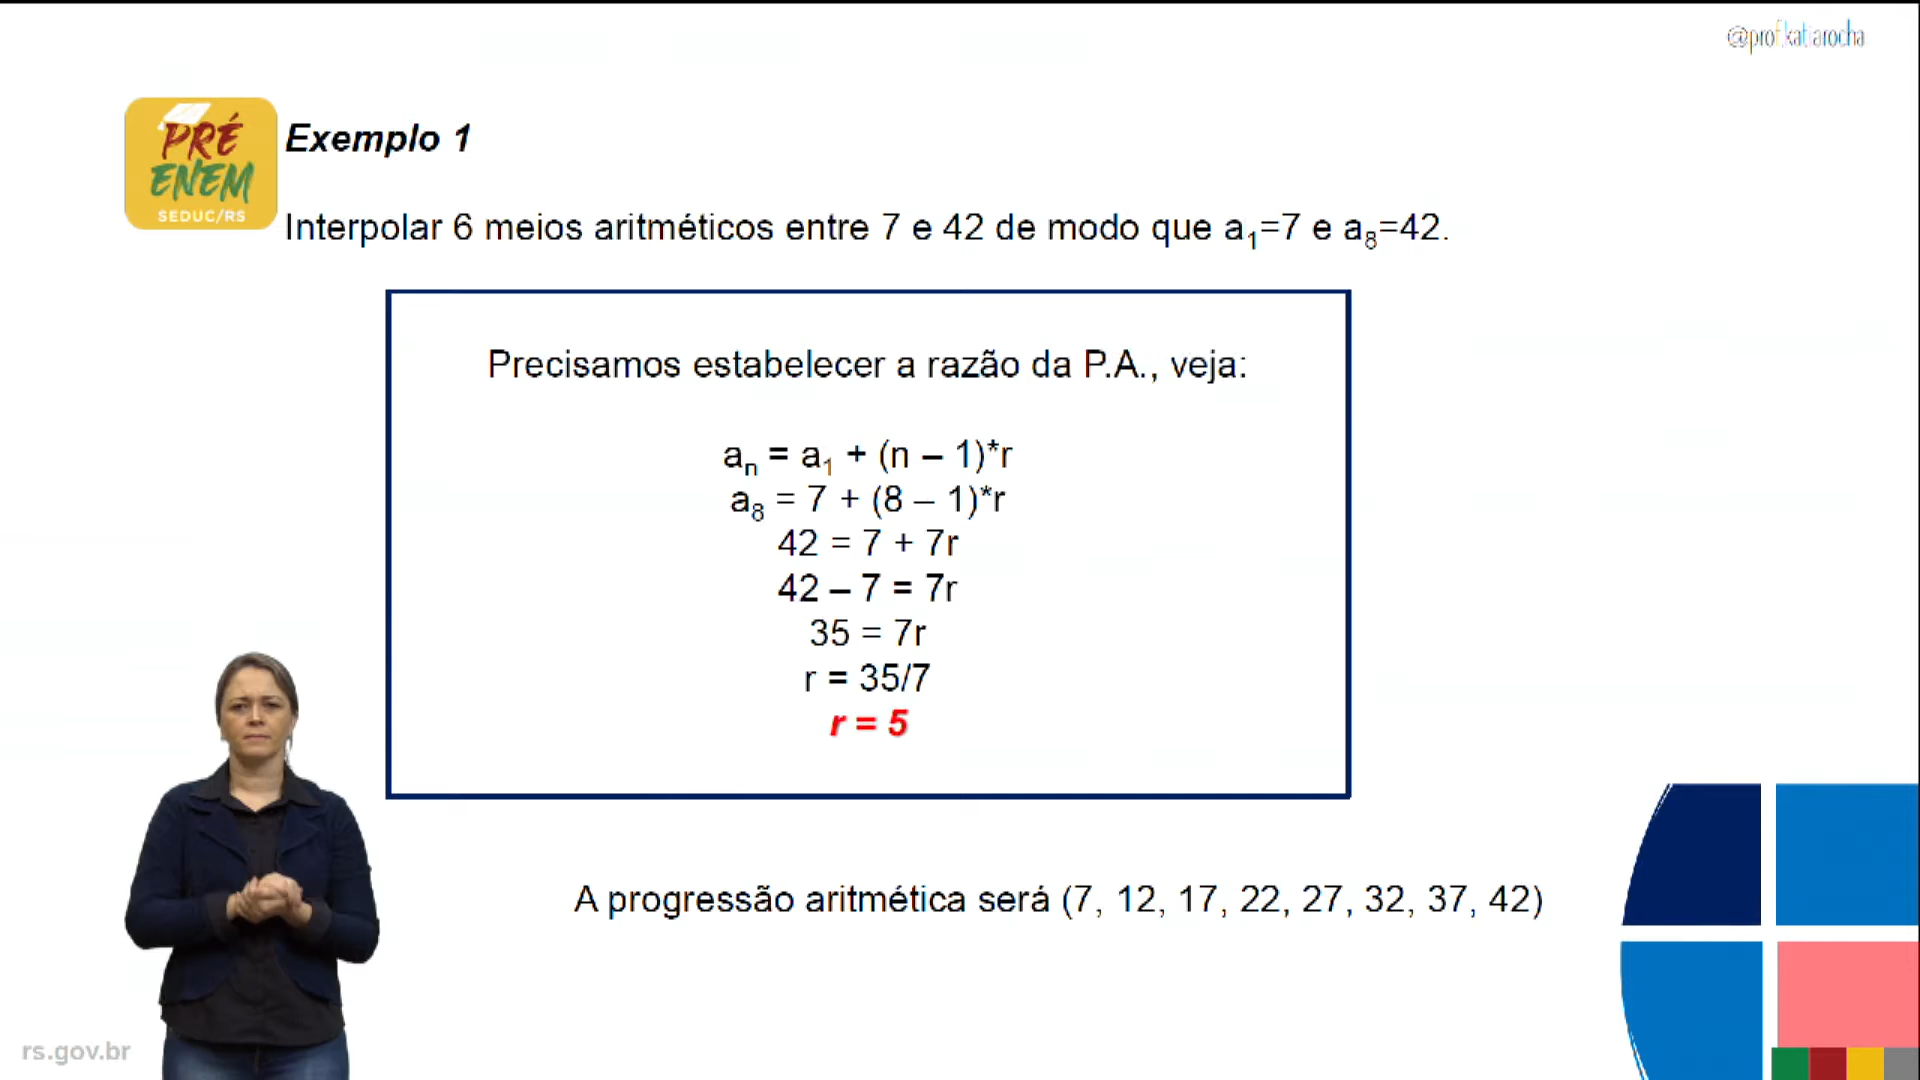 @prof.katiarocha
PRÉ
ENEM
SEDUC/RS
Exemplo 1
Interpolar 6 meios aritméticos entre 7 e 42 de modo que a₁=7 e a₈=42.
Precisamos estabelecer a razão da P.A., veja:
aₙ = a₁ + (n – 1)*r
a₈ = 7 + (8 – 1)*r
42 = 7 + 7r
42 – 7 = 7r
35 = 7r
r = 35/7
r = 5
A progressão aritmética será (7, 12, 17, 22, 27, 32, 37, 42)
rs.gov.br